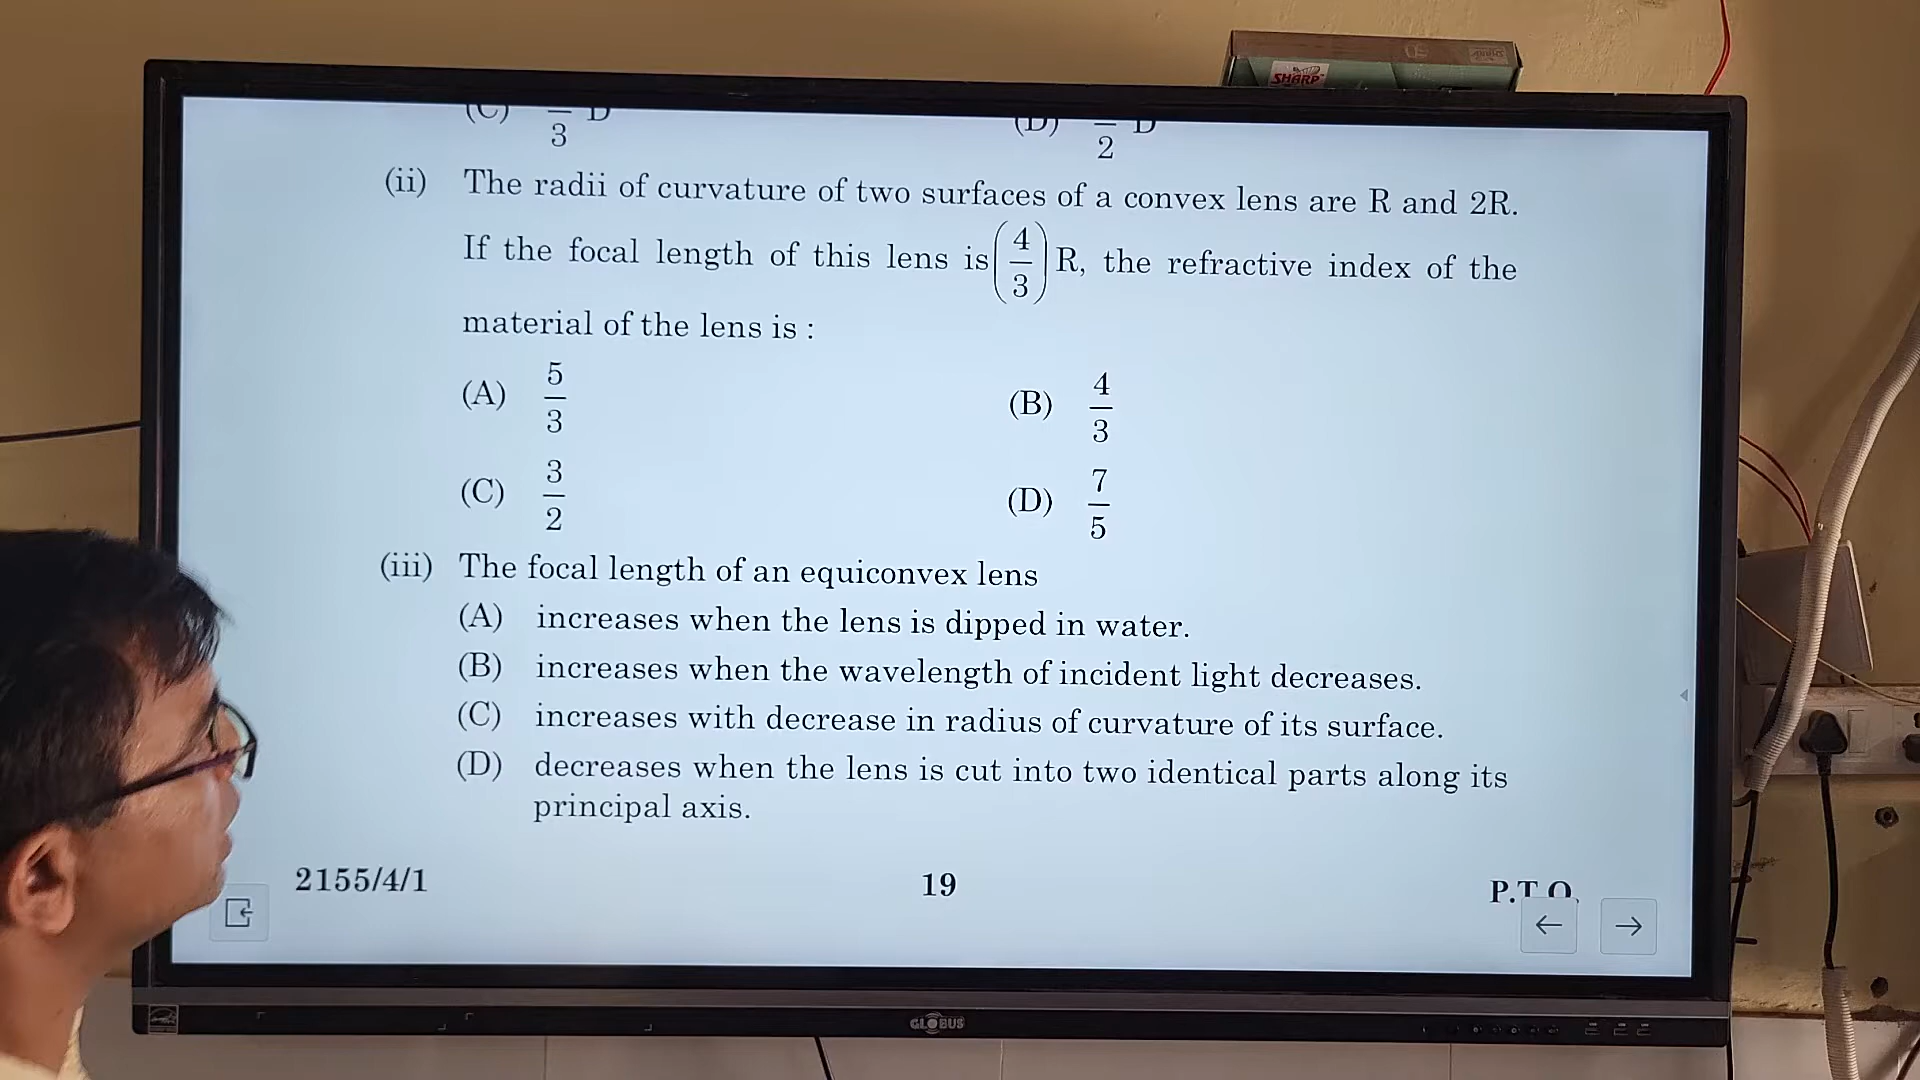 SHARP
(C) — D
3
(D) — D
2
(ii) The radii of curvature of two surfaces of a convex lens are R and 2R.
If the focal length of this lens is (4/3) R, the refractive index of the
material of the lens is :
(A) 5/3
(B) 4/3
(C) 3/2
(D) 7/5
(iii) The focal length of an equiconvex lens
(A) increases when the lens is dipped in water.
(B) increases when the wavelength of incident light decreases.
(C) increases with decrease in radius of curvature of its surface.
(D) decreases when the lens is cut into two identical parts along its
principal axis.
2155/4/1
19
P.T.O.
GLOBUS